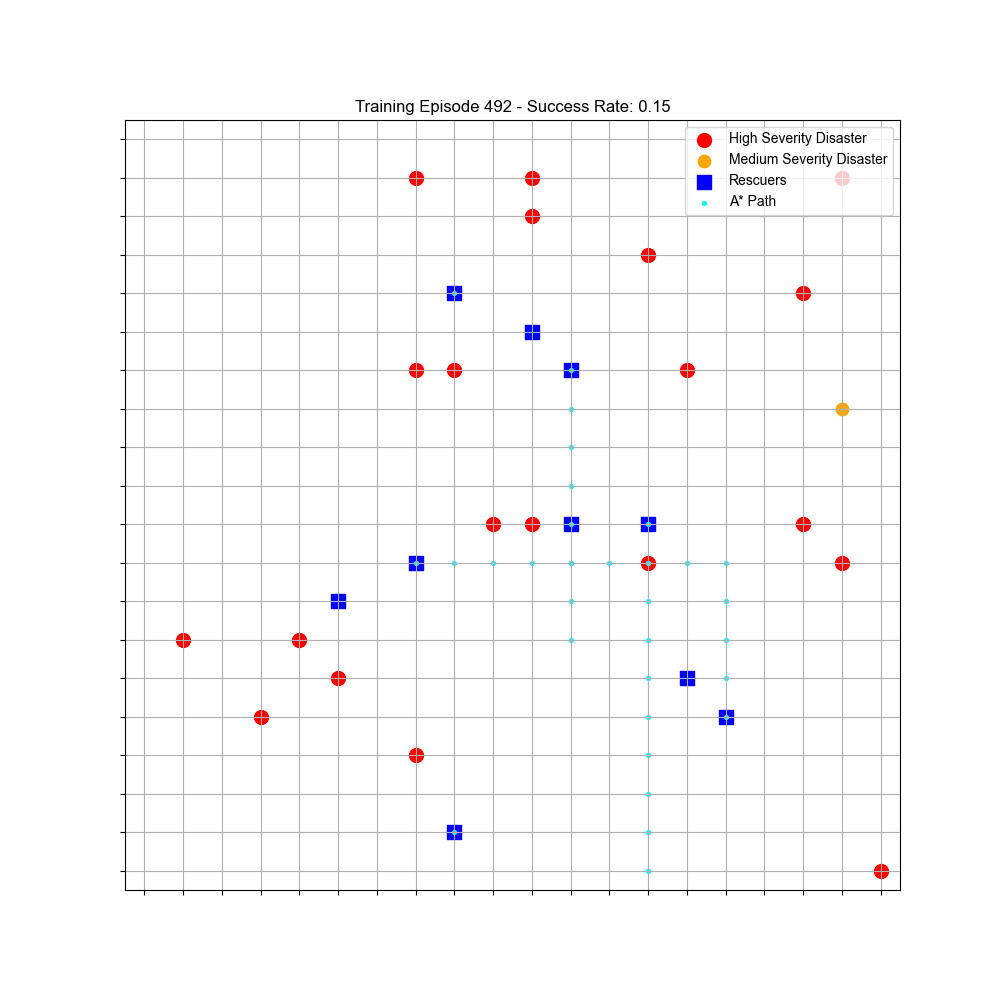 Training Episode 492 - Success Rate: 0.15
High Severity Disaster
Medium Severity Disaster
Rescuers
A* Path